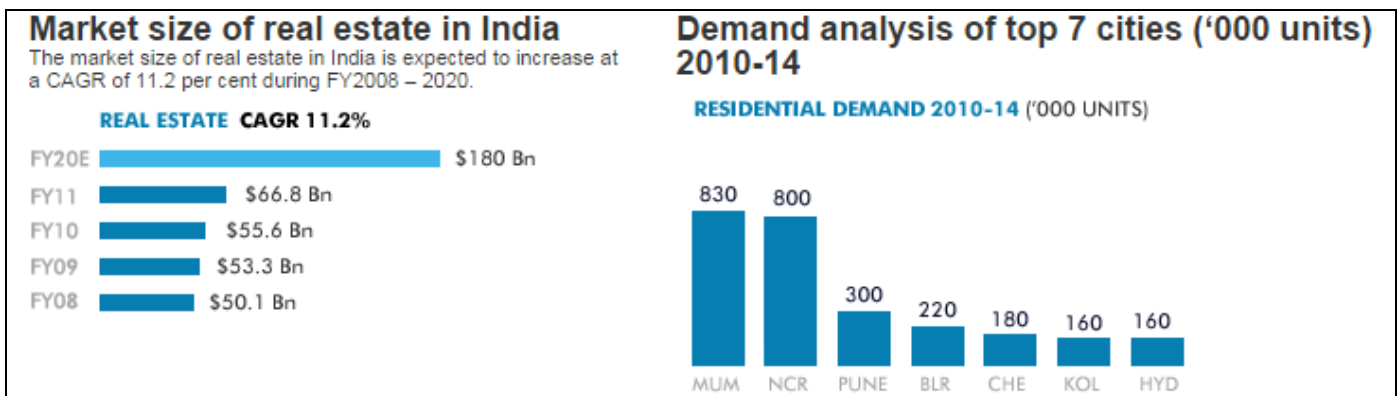 Market size of real estate in India
The market size of real estate in India is expected to increase at
a CAGR of 11.2 per cent during FY2008 – 2020.
REAL ESTATE CAGR 11.2%
FY20E $180 Bn
FY11 $66.8 Bn
FY10 $55.6 Bn
FY09 $53.3 Bn
FY08 $50.1 Bn
Demand analysis of top 7 cities (‘000 units)
2010-14
RESIDENTIAL DEMAND 2010-14 ('000 UNITS)
830 800 300 220 180 160 160
MUM NCR PUNE BLR CHE KOL HYD